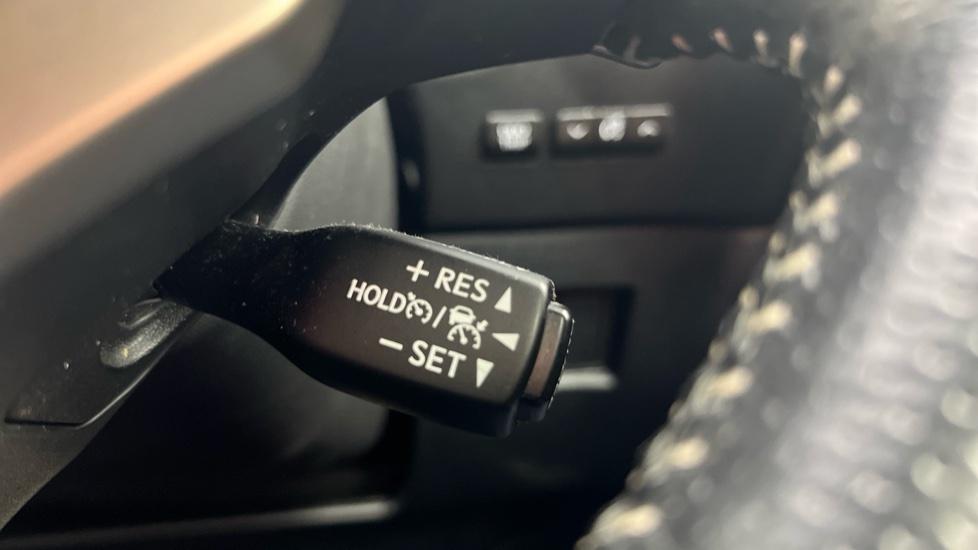 + RES ▲
HOLD / ◀
− SET ▼